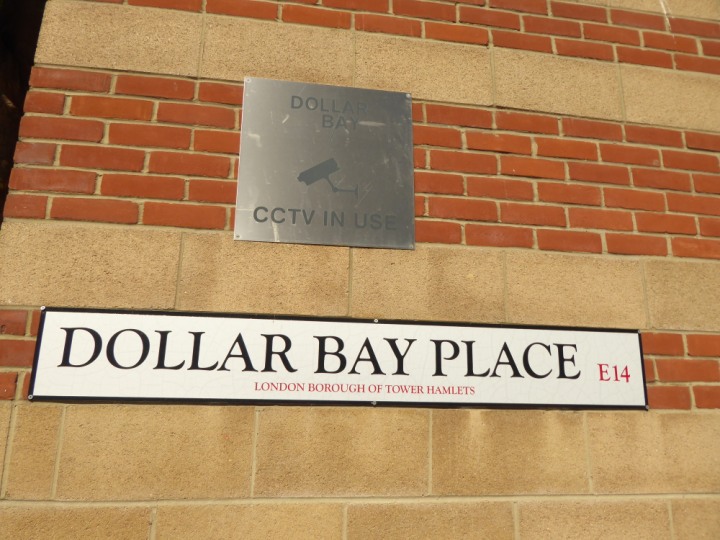 DOLLAR
BAY
CCTV IN USE
DOLLAR BAY PLACE E14
LONDON BOROUGH OF TOWER HAMLETS